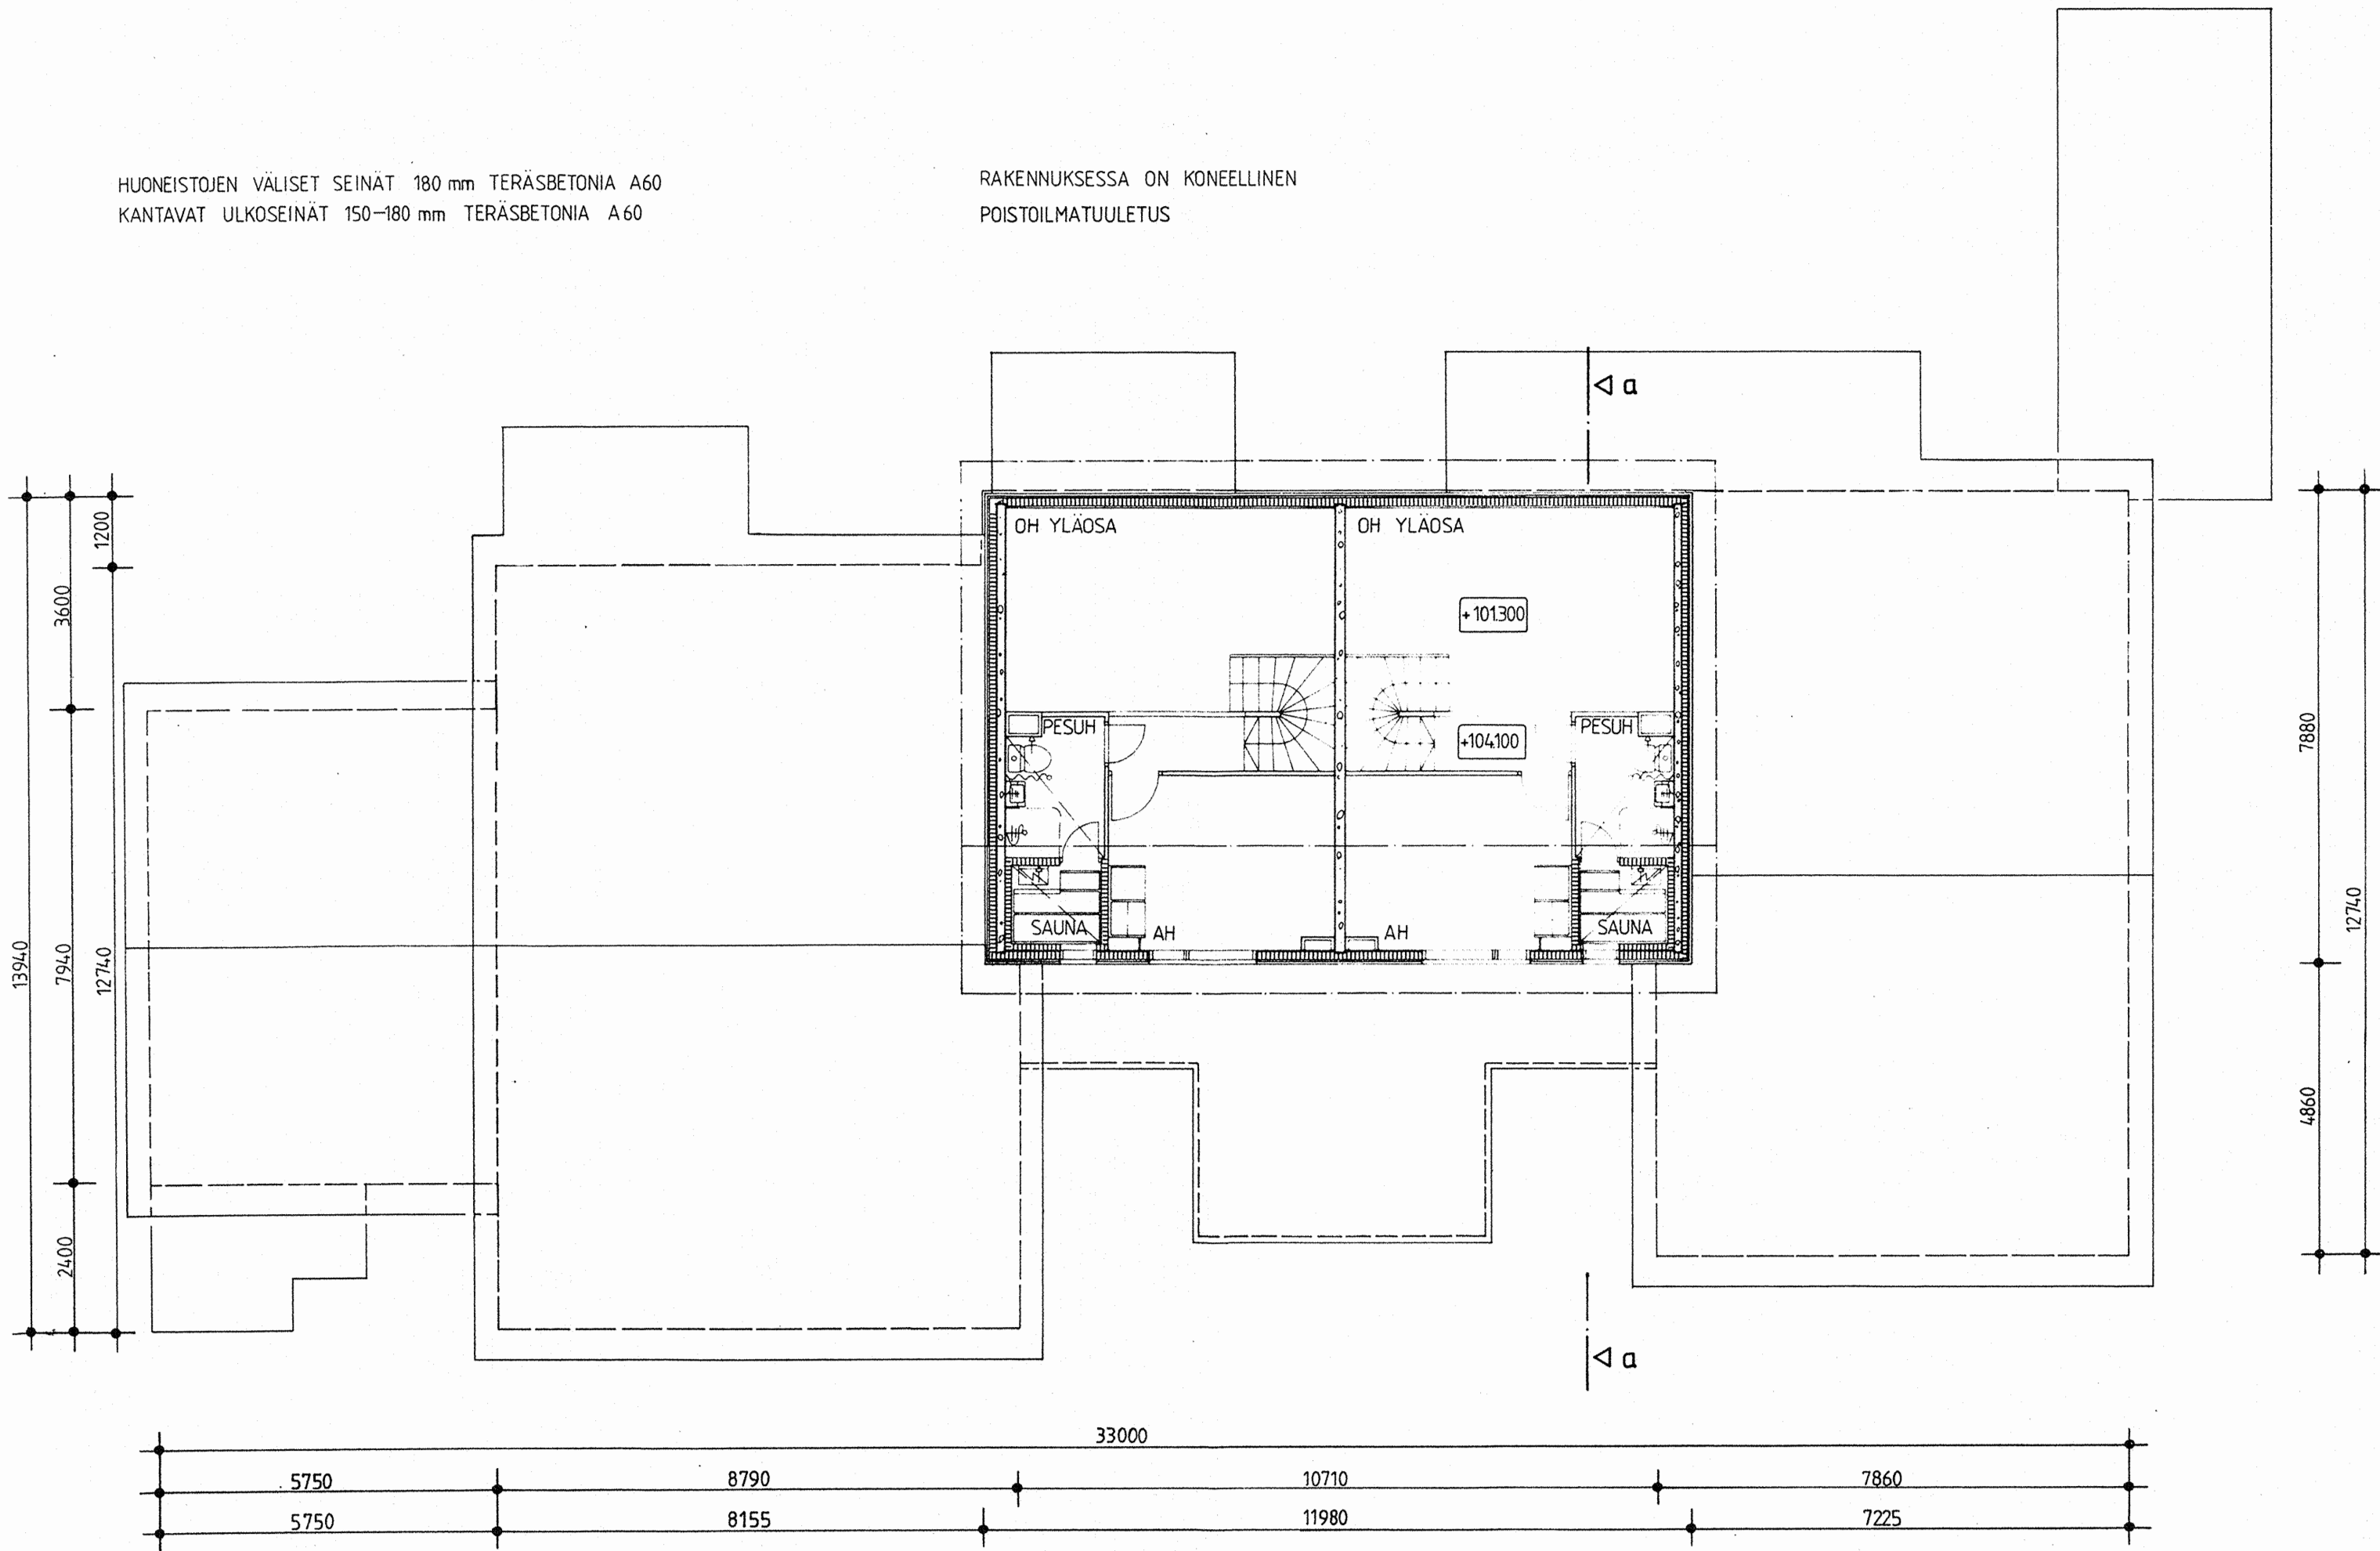 HUONEISTOJEN VÄLISET SEINÄT 180 mm TERÄSBETONIA A60
KANTAVAT ULKOSEINÄT 150-180 mm TERÄSBETONIA A60
RAKENNUKSESSA ON KONEELLINEN
POISTOILMATUULETUS
a
OH YLÄOSA
OH YLÄOSA
+101.300
+104.100
PESUH
PESUH
SAUNA
AH
AH
SAUNA
a
1200
3600
13940
7940
12740
2400
7880
12740
4860
33000
5750
8790
10710
7860
5750
8155
11980
7225